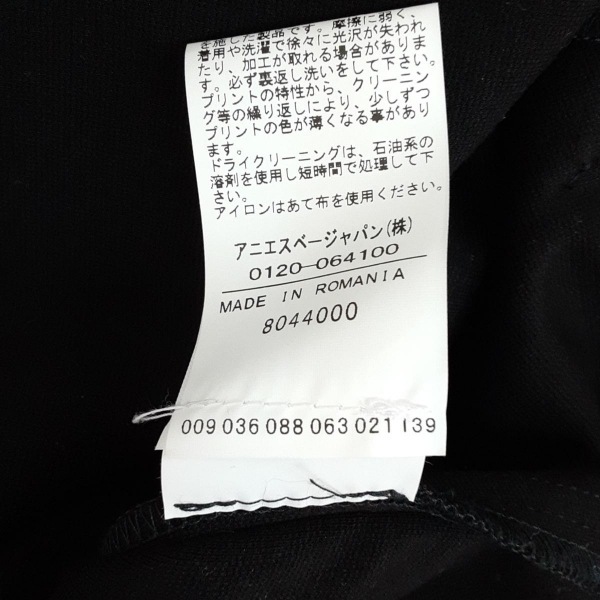 を施した製品です。摩擦に弱く、
着用や洗濯で徐々に光沢が失われ
たり、加工が取れる場合がありま
す。必ず裏返し洗いをして下さい。
プリントの特性から、クリーニン
グ等の繰り返しにより、少しずつ
プリントの色が薄くなる事があり
ます。
ドライクリーニングは、石油系の
溶剤を使用し短時間で処理して下
さい。
アイロンはあて布を使用ください。
アニエスベージャパン(株)
0120-064100
MADE IN ROMANIA
8044000
009 036 088 063 021 139